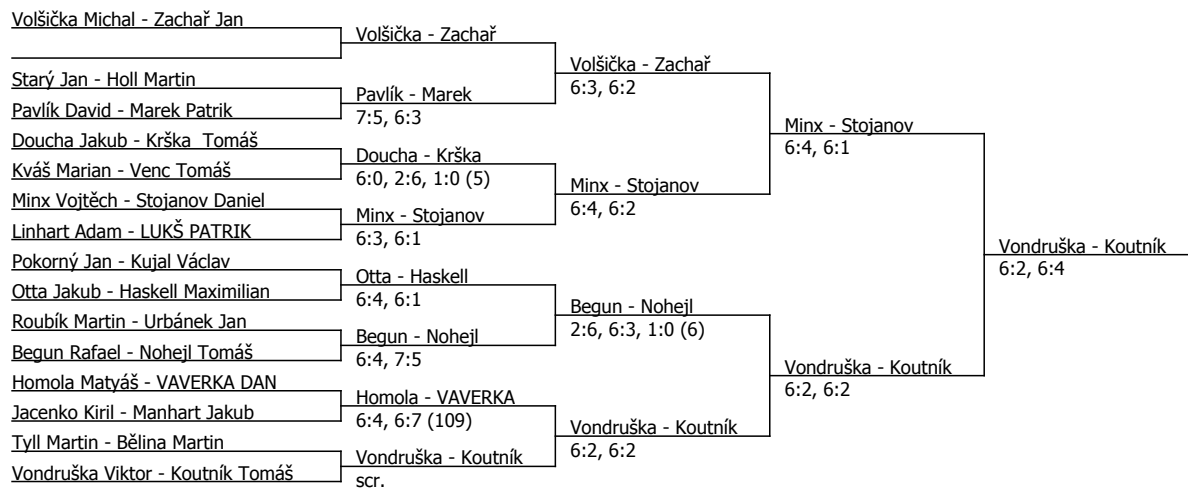 Volšička Michal - Zachař Jan
Starý Jan - Holl Martin
Pavlík David - Marek Patrik
Doucha Jakub - Krška  Tomáš
Kváš Marian - Venc Tomáš
Minx Vojtěch - Stojanov Daniel
Linhart Adam - LUKŠ PATRIK
Pokorný Jan - Kujal Václav
Otta Jakub - Haskell Maximilian
Roubík Martin - Urbánek Jan
Begun Rafael - Nohejl Tomáš
Homola Matyáš - VAVERKA DAN
Jacenko Kiril - Manhart Jakub
Tyll Martin - Bělina Martin
Vondruška Viktor - Koutník Tomáš
Volšička - Zachař
Pavlík - Marek
7:5, 6:3
Doucha - Krška
6:0, 2:6, 1:0 (5)
Minx - Stojanov
6:3, 6:1
Otta - Haskell
6:4, 6:1
Begun - Nohejl
6:4, 7:5
Homola - VAVERKA
6:4, 6:7 (109)
Vondruška - Koutník
scr.
Volšička - Zachař
6:3, 6:2
Minx - Stojanov
6:4, 6:2
Begun - Nohejl
2:6, 6:3, 1:0 (6)
Vondruška - Koutník
6:2, 6:2
Minx - Stojanov
6:4, 6:1
Vondruška - Koutník
6:2, 6:2
Vondruška - Koutník
6:2, 6:4